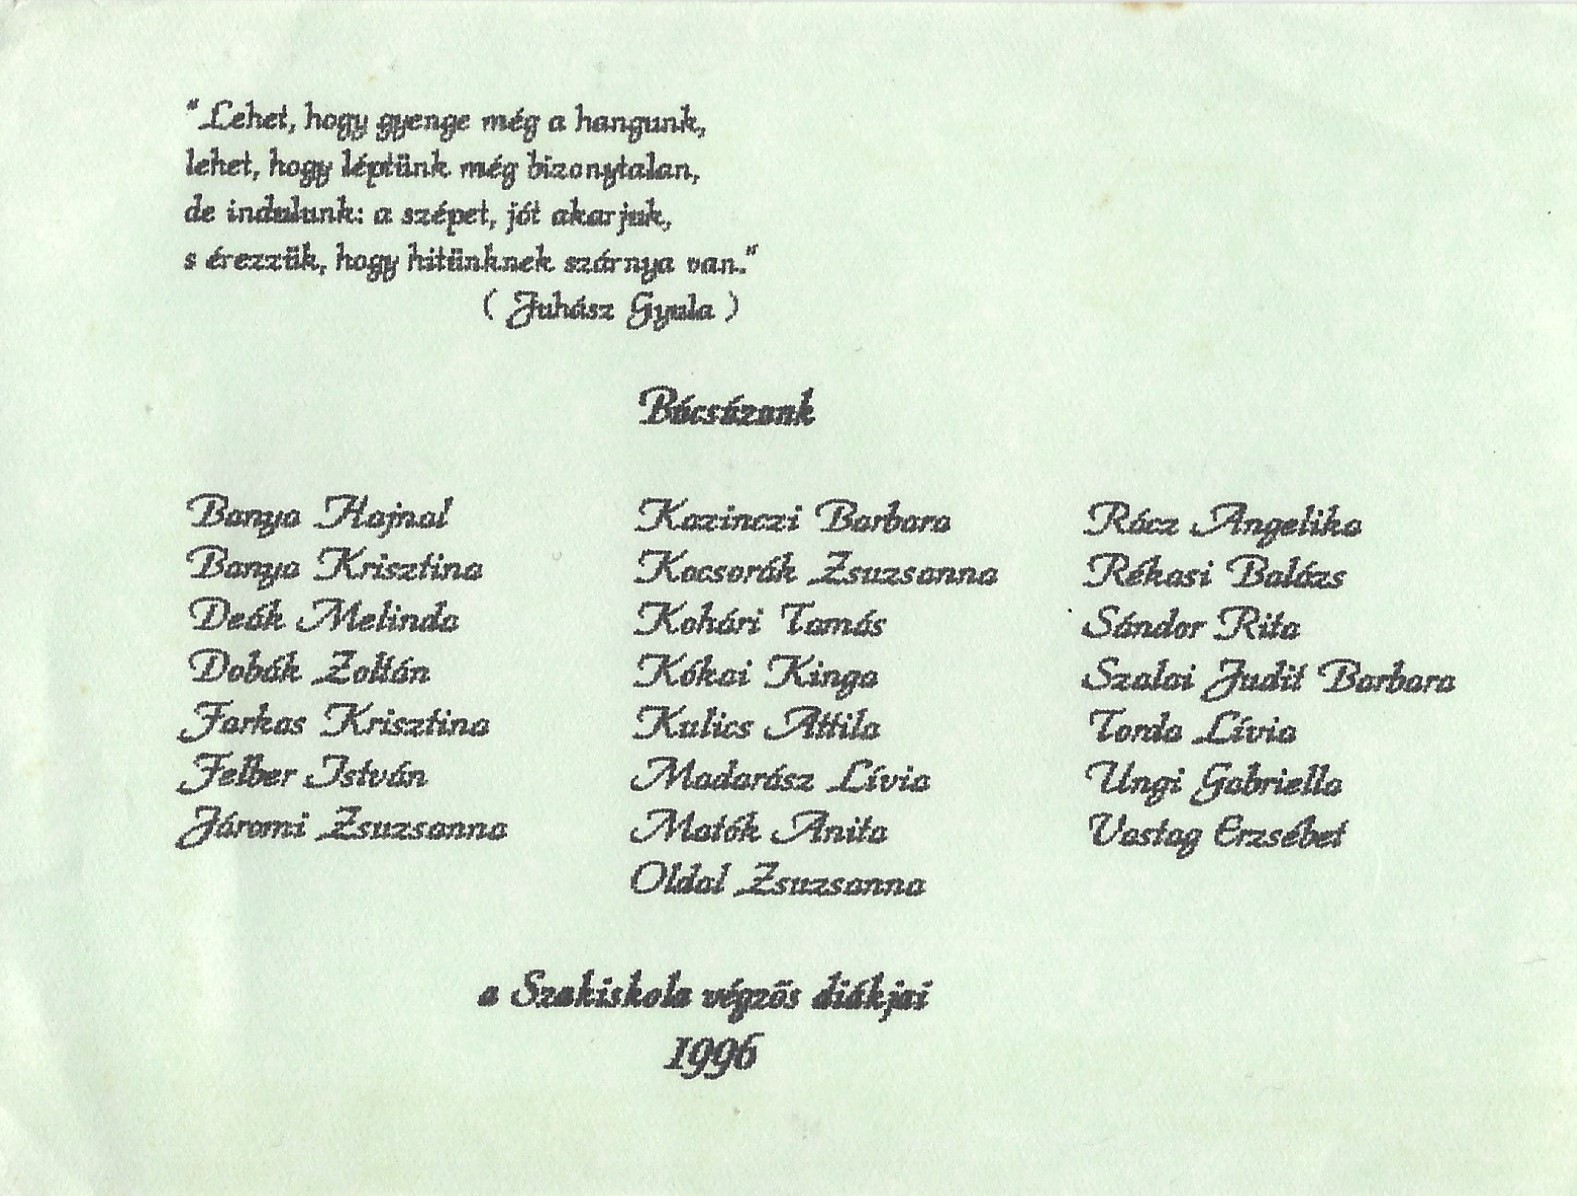 "Lehet, hogy gyenge még a hangunk,
lehet, hogy léptünk még bizonytalan,
de indulunk: a szépet, jót akarjuk,
s érezzük, hogy hitünknek szárnya van."
( Juhász Gyula )
Búcsúzunk
Banya Hajnal
Banya Krisztina
Deák Melinda
Dobák Zoltán
Farkas Krisztina
Felber István
Járomi Zsuzsanna
Kazinczi Barbara
Kocsorák Zsuzsanna
Kohári Tamás
Kókai Kinga
Kulics Attila
Madarász Lívia
Matók Anita
Oldal Zsuzsanna
Rácz Angelika
Rékasi Balázs
Sándor Rita
Szalai Judit Barbara
Torda Lívia
Ungi Gabriella
Vastag Erzsébet
a Szakiskola végzős diákjai
1996